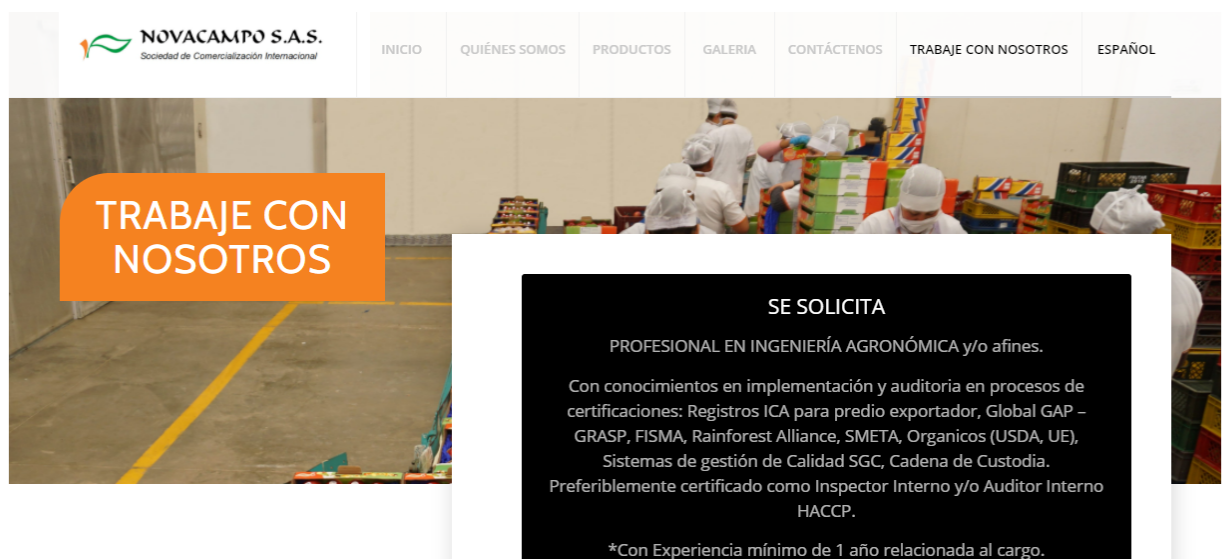 NOVACAMPO S.A.S.
Sociedad de Comercialización Internacional
INICIO
QUIÉNES SOMOS
PRODUCTOS
GALERIA
CONTÁCTENOS
TRABAJE CON NOSOTROS
ESPAÑOL
TRABAJE CON
NOSOTROS
SE SOLICITA
PROFESIONAL EN INGENIERÍA AGRONÓMICA y/o afines.
Con conocimientos en implementación y auditoria en procesos de
certificaciones: Registros ICA para predio exportador, Global GAP –
GRASP, FISMA, Rainforest Alliance, SMETA, Organicos (USDA, UE),
Sistemas de gestión de Calidad SGC, Cadena de Custodia.
Preferiblemente certificado como Inspector Interno y/o Auditor Interno
HACCP.
*Con Experiencia mínimo de 1 año relacionada al cargo.